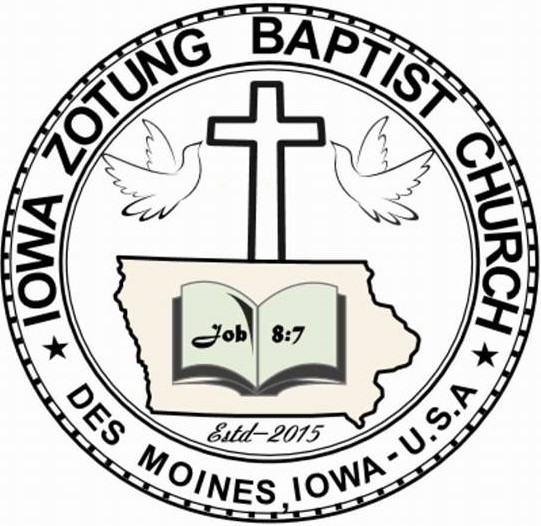 IOWA ZOTUNG BAPTIST CHURCH
Job 8:7
Estd-2015
DES MOINES, IOWA - U.S.A